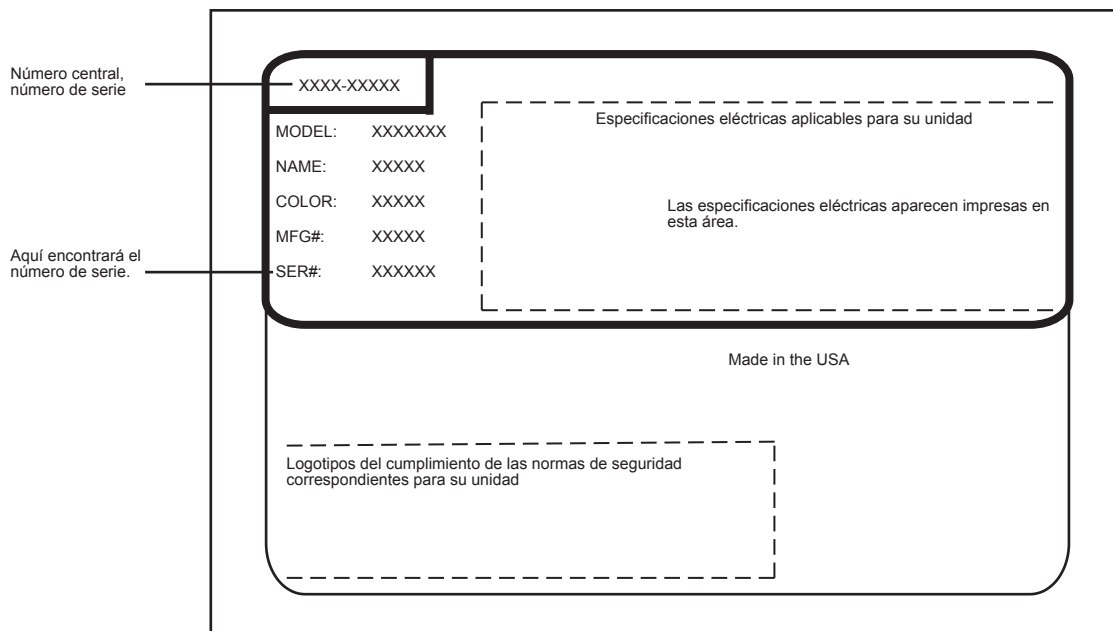 Número central,
número de serie
XXXX-XXXXX
MODEL: XXXXXXX
NAME: XXXXX
COLOR: XXXXX
MFG#: XXXXX
SER#: XXXXXX
Aquí encontrará el
número de serie.
Especificaciones eléctricas aplicables para su unidad
Las especificaciones eléctricas aparecen impresas en
esta área.
Made in the USA
Logotipos del cumplimiento de las normas de seguridad
correspondientes para su unidad